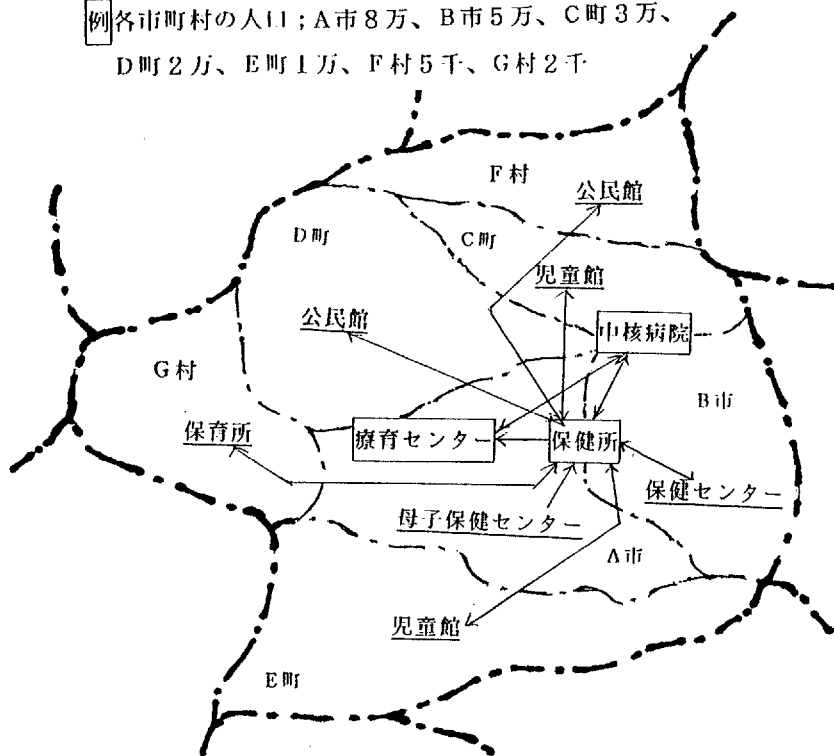 例各市町村の人口；A市8万、B市5万、C町3万、
D町2万、E町1万、F村5千、G村2千
F村
公民館
D町
C町
児童館
公民館
中核病院
G村
B市
保育所
療育センター
保健所
保健センター
母子保健センター
A市
児童館
E町